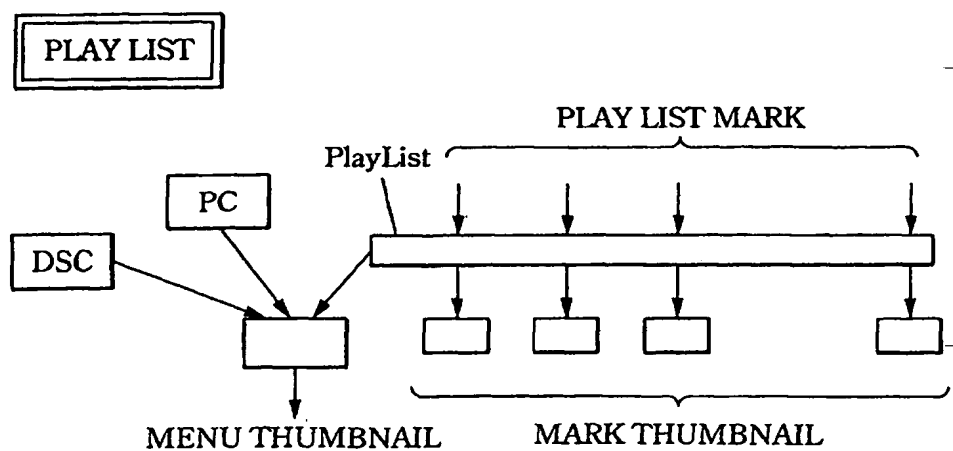 PLAY LIST
PLAY LIST MARK
PlayList
PC
DSC
MENU THUMBNAIL
MARK THUMBNAIL